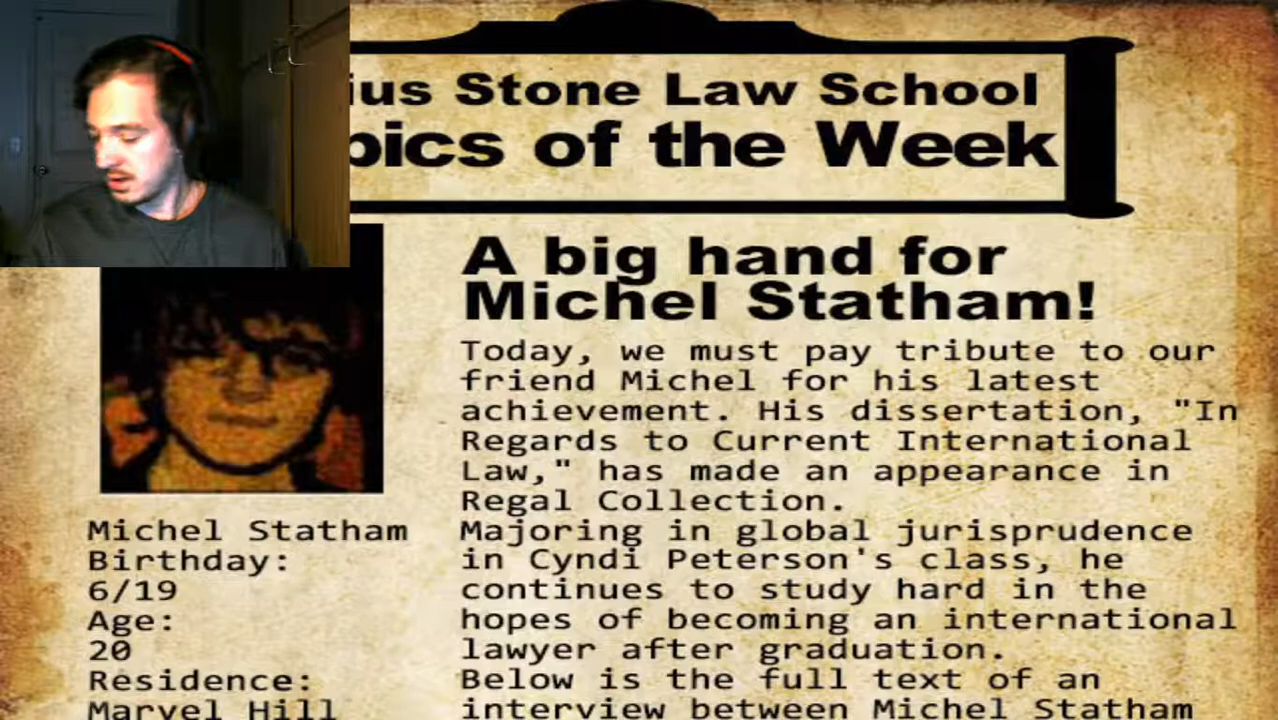 ius Stone Law School
pics of the Week
A big hand for
Michel Statham!
Today, we must pay tribute to our
friend Michel for his latest
achievement. His dissertation, "In
Regards to Current International
Law," has made an appearance in
Regal Collection.
Majoring in global jurisprudence
in Cyndi Peterson's class, he
continues to study hard in the
hopes of becoming an international
lawyer after graduation.
Below is the full text of an
interview between Michel Statham
Michel Statham
Birthday:
6/19
Age:
20
Residence:
Marvel Hill